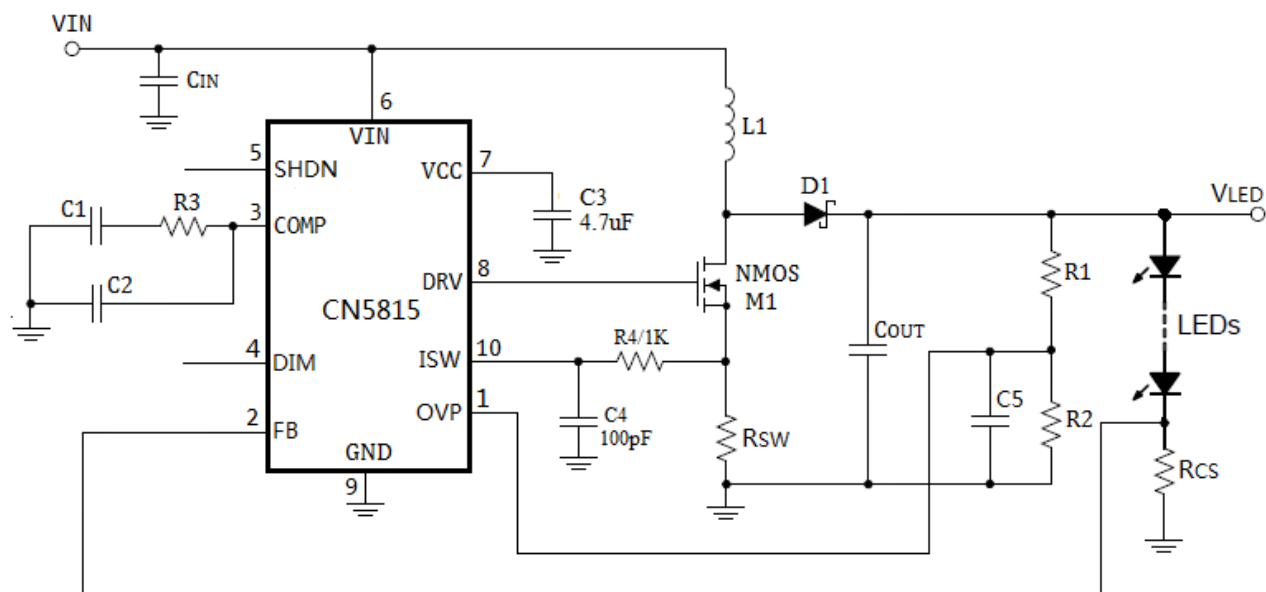 VIN
CIN
6
VIN
L1
5
SHDN
VCC
7
C3
4.7uF
D1
VLED
C1
R3
3
COMP
C2
DRV
8
NMOS
M1
R1
CN5815
COUT
LEDs
R4/1K
4
DIM
ISW
10
OVP
1
C4
100pF
C5
R2
2
FB
RSW
GND
9
RCS